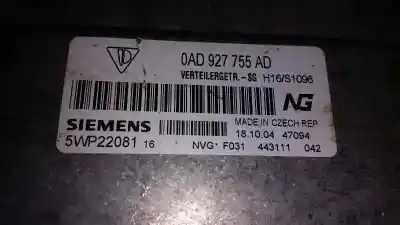 0AD 927 755 AD
VERTEILERGETR.-SG H16/S1096
NG
SIEMENS MADE IN CZECH REP
18.10.04 47094
5WP22081 16 NVG* F031 443111 042